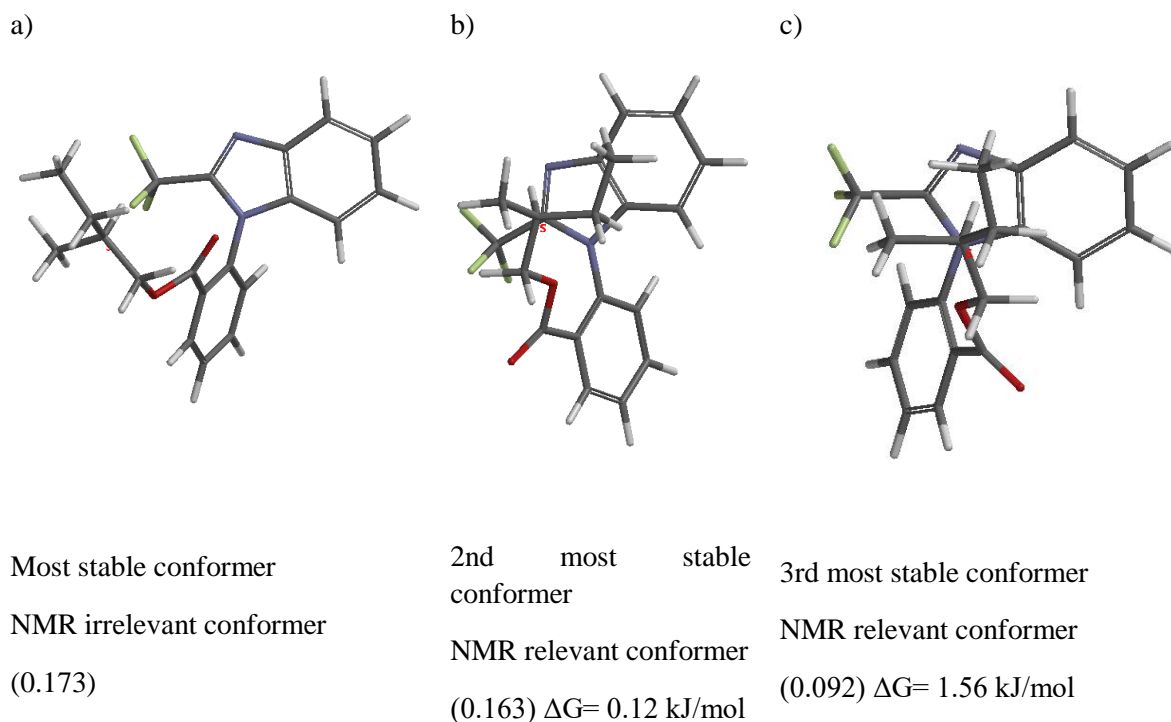 a)
b)
c)
s
s
Most stable conformer
NMR irrelevant conformer
(0.173)
2nd most stable
conformer
NMR relevant conformer
(0.163) ΔG= 0.12 kJ/mol
3rd most stable conformer
NMR relevant conformer
(0.092) ΔG= 1.56 kJ/mol